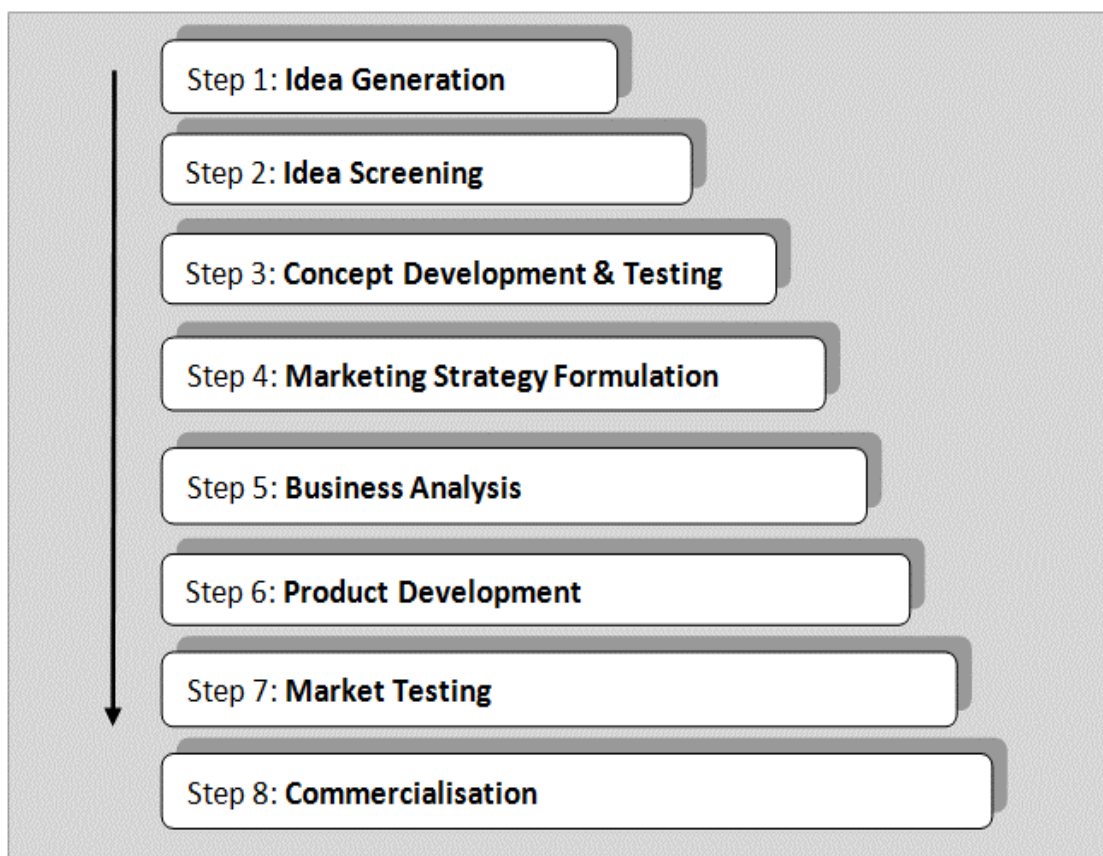 Step 1: Idea Generation
Step 2: Idea Screening
Step 3: Concept Development & Testing
Step 4: Marketing Strategy Formulation
Step 5: Business Analysis
Step 6: Product Development
Step 7: Market Testing
Step 8: Commercialisation